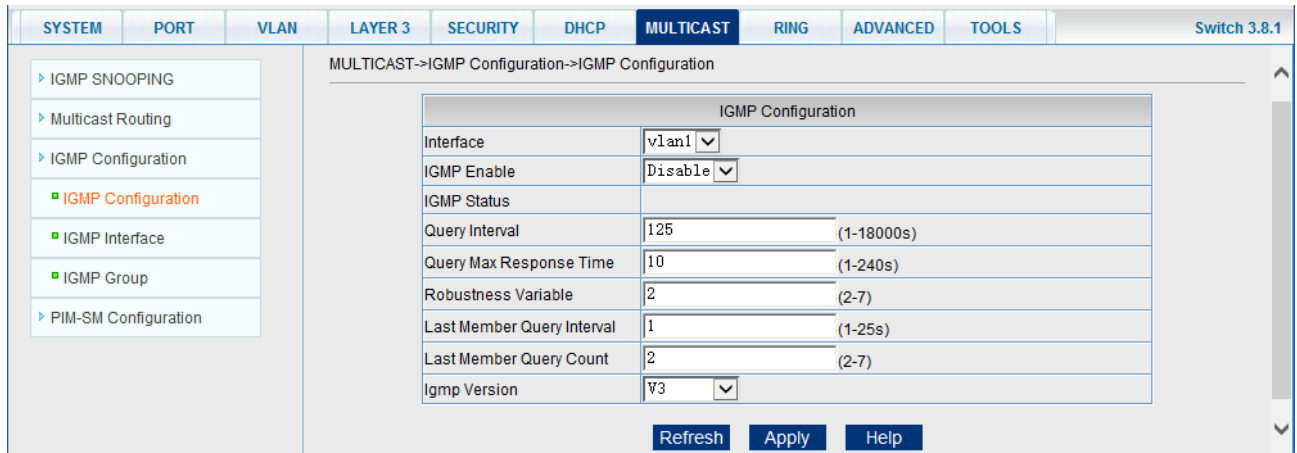 SYSTEM PORT VLAN LAYER 3 SECURITY DHCP MULTICAST RING ADVANCED TOOLS Switch 3.8.1
IGMP SNOOPING
Multicast Routing
IGMP Configuration
IGMP Configuration
IGMP Interface
IGMP Group
PIM-SM Configuration
MULTICAST->IGMP Configuration->IGMP Configuration
IGMP Configuration
Interface vlan1
IGMP Enable Disable
IGMP Status
Query Interval 125 (1-18000s)
Query Max Response Time 10 (1-240s)
Robustness Variable 2 (2-7)
Last Member Query Interval 1 (1-25s)
Last Member Query Count 2 (2-7)
Igmp Version V3
Refresh Apply Help